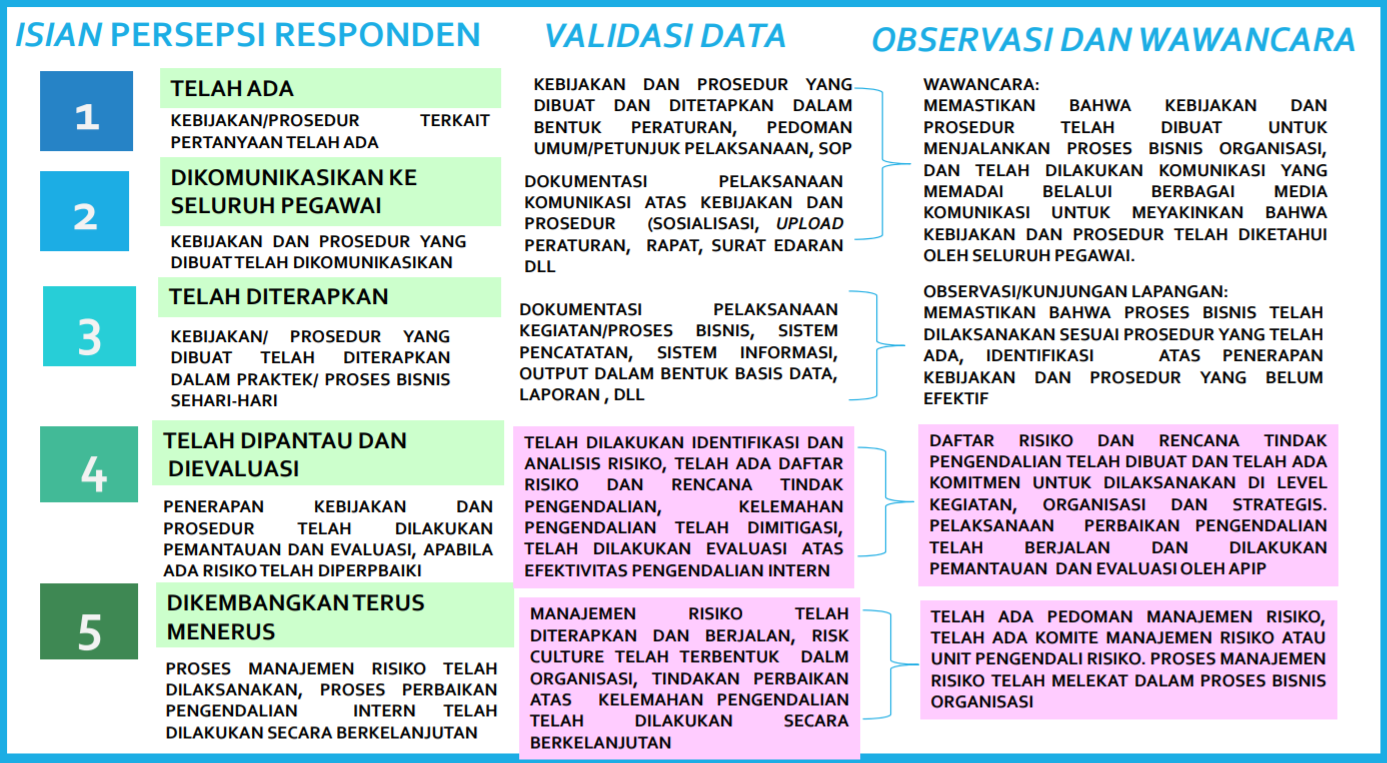 ISIAN PERSEPSI RESPONDEN
VALIDASI DATA
OBSERVASI DAN WAWANCARA
1
TELAH ADA
KEBIJAKAN/PROSEDUR TERKAIT
PERTANYAAN TELAH ADA
2
DIKOMUNIKASIKAN KE
SELURUH PEGAWAI
KEBIJAKAN DAN PROSEDUR YANG
DIBUAT TELAH DIKOMUNIKASIKAN
3
TELAH DITERAPKAN
KEBIJAKAN/ PROSEDUR YANG
DIBUAT TELAH DITERAPKAN
DALAM PRAKTEK/ PROSES BISNIS
SEHARI-HARI
4
TELAH DIPANTAU DAN
DIEVALUASI
PENERAPAN KEBIJAKAN DAN
PROSEDUR TELAH DILAKUKAN
PEMANTAUAN DAN EVALUASI, APABILA
ADA RISIKO TELAH DIPERPBAIKI
5
DIKEMBANGKAN TERUS
MENERUS
PROSES MANAJEMEN RISIKO TELAH
DILAKSANAKAN, PROSES PERBAIKAN
PENGENDALIAN INTERN TELAH
DILAKUKAN SECARA BERKELANJUTAN
KEBIJAKAN DAN PROSEDUR YANG
DIBUAT DAN DITETAPKAN DALAM
BENTUK PERATURAN, PEDOMAN
UMUM/PETUNJUK PELAKSANAAN, SOP
DOKUMENTASI PELAKSANAAN
KOMUNIKASI ATAS KEBIJAKAN DAN
PROSEDUR (SOSIALISASI, UPLOAD
PERATURAN, RAPAT, SURAT EDARAN
DLL
DOKUMENTASI PELAKSANAAN
KEGIATAN/PROSES BISNIS, SISTEM
PENCATATAN, SISTEM INFORMASI,
OUTPUT DALAM BENTUK BASIS DATA,
LAPORAN , DLL
TELAH DILAKUKAN IDENTIFIKASI DAN
ANALISIS RISIKO, TELAH ADA DAFTAR
RISIKO DAN RENCANA TINDAK
PENGENDALIAN, KELEMAHAN
PENGENDALIAN TELAH DIMITIGASI,
TELAH DILAKUKAN EVALUASI ATAS
EFEKTIVITAS PENGENDALIAN INTERN
MANAJEMEN RISIKO TELAH
DITERAPKAN DAN BERJALAN, RISK
CULTURE TELAH TERBENTUK DALM
ORGANISASI, TINDAKAN PERBAIKAN
ATAS KELEMAHAN PENGENDALIAN
TELAH DILAKUKAN SECARA
BERKELANJUTAN
WAWANCARA:
MEMASTIKAN BAHWA KEBIJAKAN DAN
PROSEDUR TELAH DIBUAT UNTUK
MENJALANKAN PROSES BISNIS ORGANISASI,
DAN TELAH DILAKUKAN KOMUNIKASI YANG
MEMADAI BELALUI BERBAGAI MEDIA
KOMUNIKASI UNTUK MEYAKINKAN BAHWA
KEBIJAKAN DAN PROSEDUR TELAH DIKETAHUI
OLEH SELURUH PEGAWAI.
OBSERVASI/KUNJUNGAN LAPANGAN:
MEMASTIKAN BAHWA PROSES BISNIS TELAH
DILAKSANAKAN SESUAI PROSEDUR YANG TELAH
ADA, IDENTIFIKASI ATAS PENERAPAN
KEBIJAKAN DAN PROSEDUR YANG BELUM
EFEKTIF
DAFTAR RISIKO DAN RENCANA TINDAK
PENGENDALIAN TELAH DIBUAT DAN TELAH ADA
KOMITMEN UNTUK DILAKSANAKAN DI LEVEL
KEGIATAN, ORGANISASI DAN STRATEGIS.
PELAKSANAAN PERBAIKAN PENGENDALIAN
TELAH BERJALAN DAN DILAKUKAN
PEMANTAUAN DAN EVALUASI OLEH APIP
TELAH ADA PEDOMAN MANAJEMEN RISIKO,
TELAH ADA KOMITE MANAJEMEN RISIKO ATAU
UNIT PENGENDALI RISIKO. PROSES MANAJEMEN
RISIKO TELAH MELEKAT DALAM PROSES BISNIS
ORGANISASI